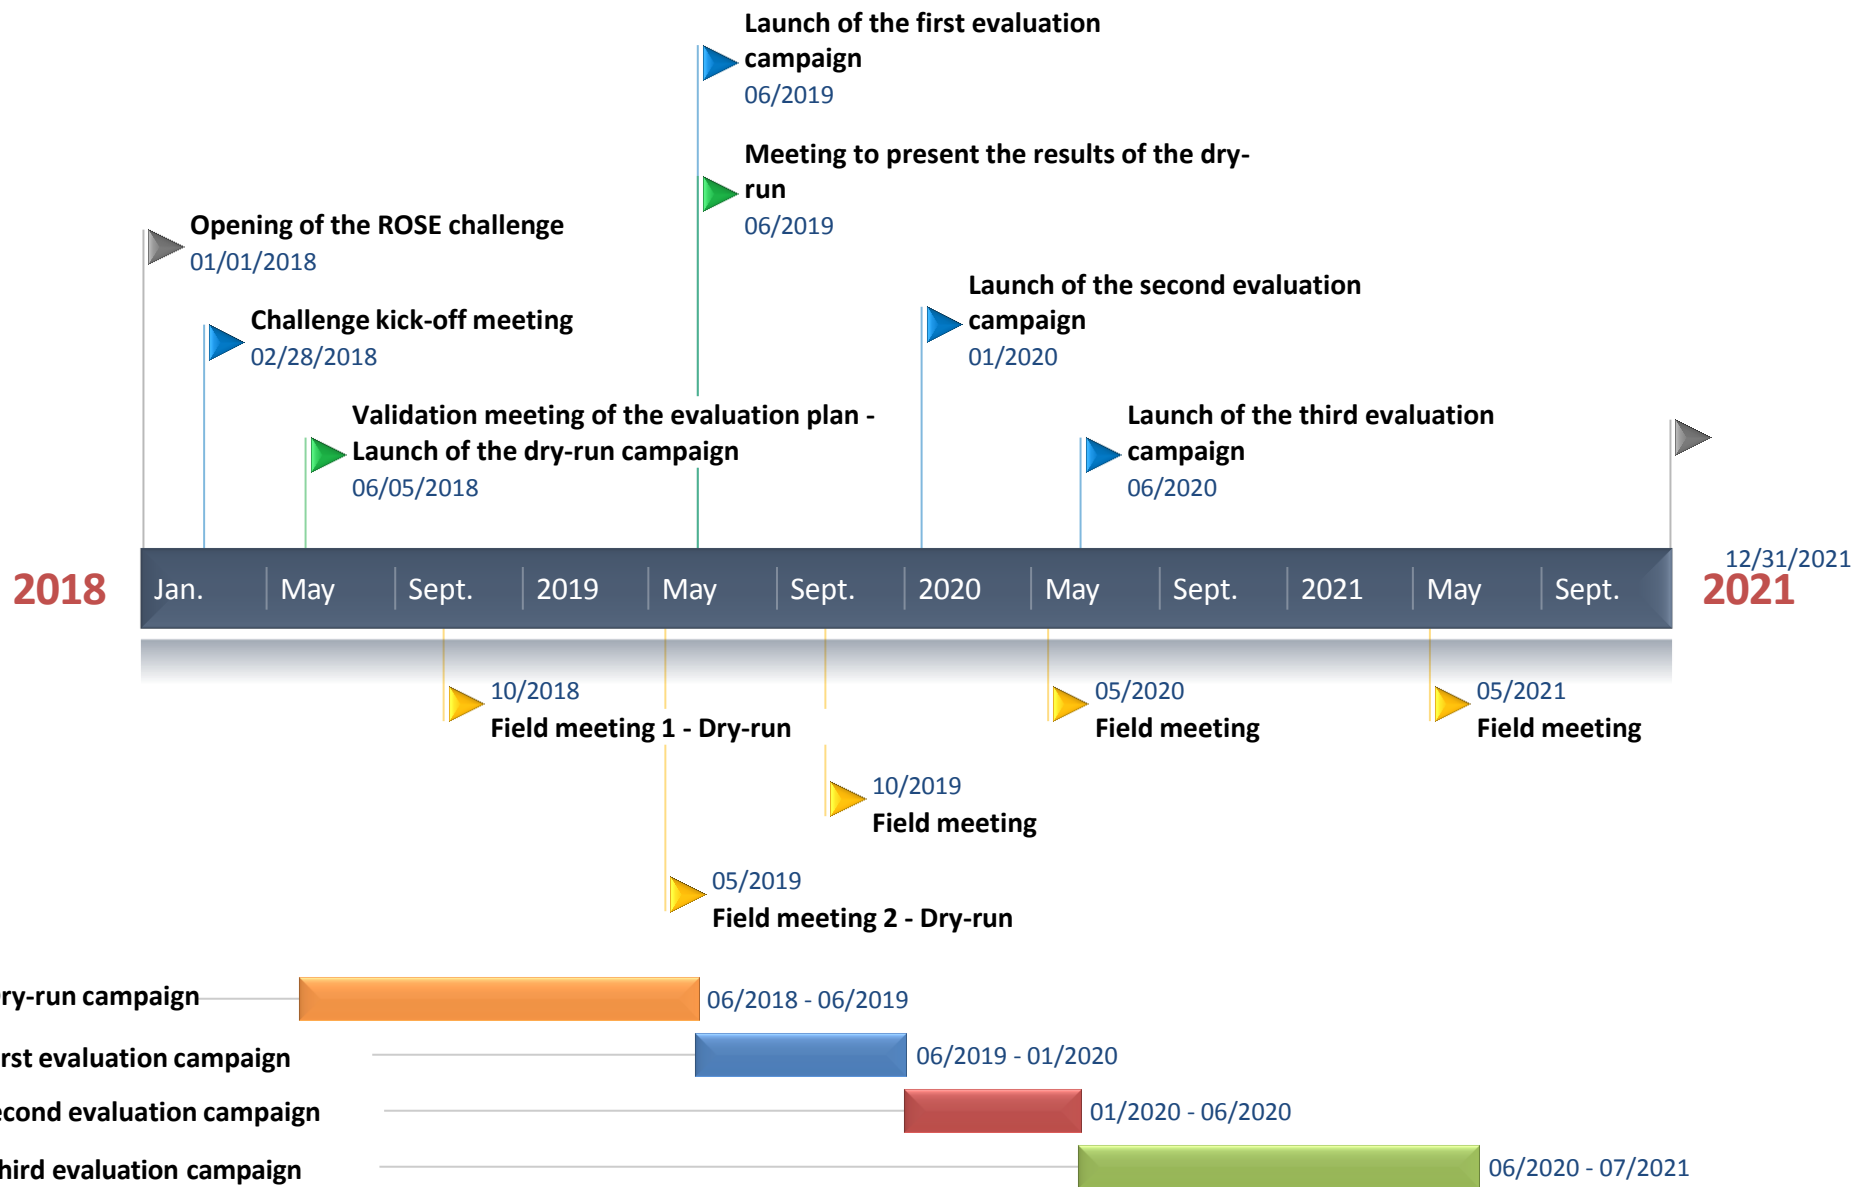 Launch of the first evaluation
campaign
06/2019
Meeting to present the results of the dry-
run
06/2019
Opening of the ROSE challenge
01/01/2018
Launch of the second evaluation
campaign
01/2020
Challenge kick-off meeting
02/28/2018
Validation meeting of the evaluation plan -
Launch of the dry-run campaign
06/05/2018
Launch of the third evaluation
campaign
06/2020
12/31/2021
2018 Jan. May Sept. 2019 May Sept. 2020 May Sept. 2021 May Sept. 2021
10/2018
Field meeting 1 - Dry-run
05/2020
Field meeting
05/2021
Field meeting
10/2019
Field meeting
05/2019
Field meeting 2 - Dry-run
ry-run campaign 06/2018 - 06/2019
rst evaluation campaign 06/2019 - 01/2020
econd evaluation campaign 01/2020 - 06/2020
hird evaluation campaign 06/2020 - 07/2021